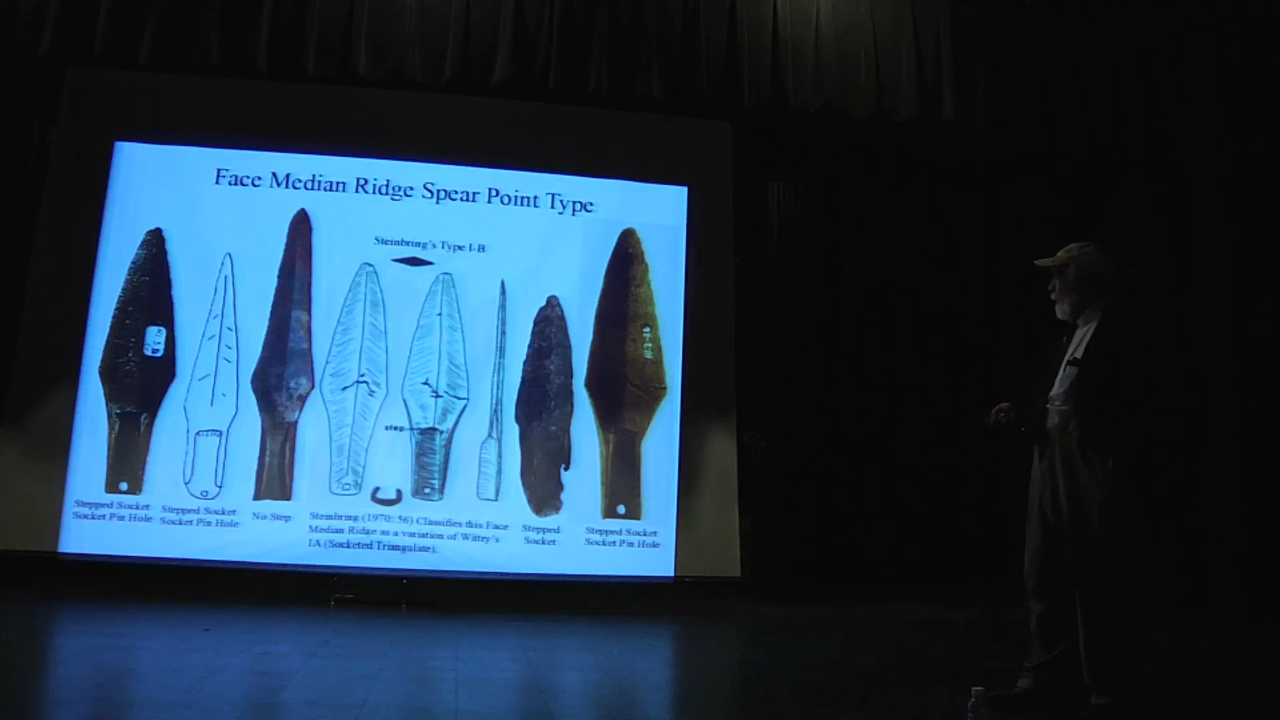 Face Median Ridge Spear Point Type
Steinbring's Type I-B
step
Stepped Socket
Socket Pin Hole
Stepped Socket
Socket Pin Hole
No Step
Steinbring (1970: 56) Classifies this Face
Median Ridge as a variation of Wittry's
1A (Socketed Triangulate).
Stepped
Socket
Stepped Socket
Socket Pin Hole